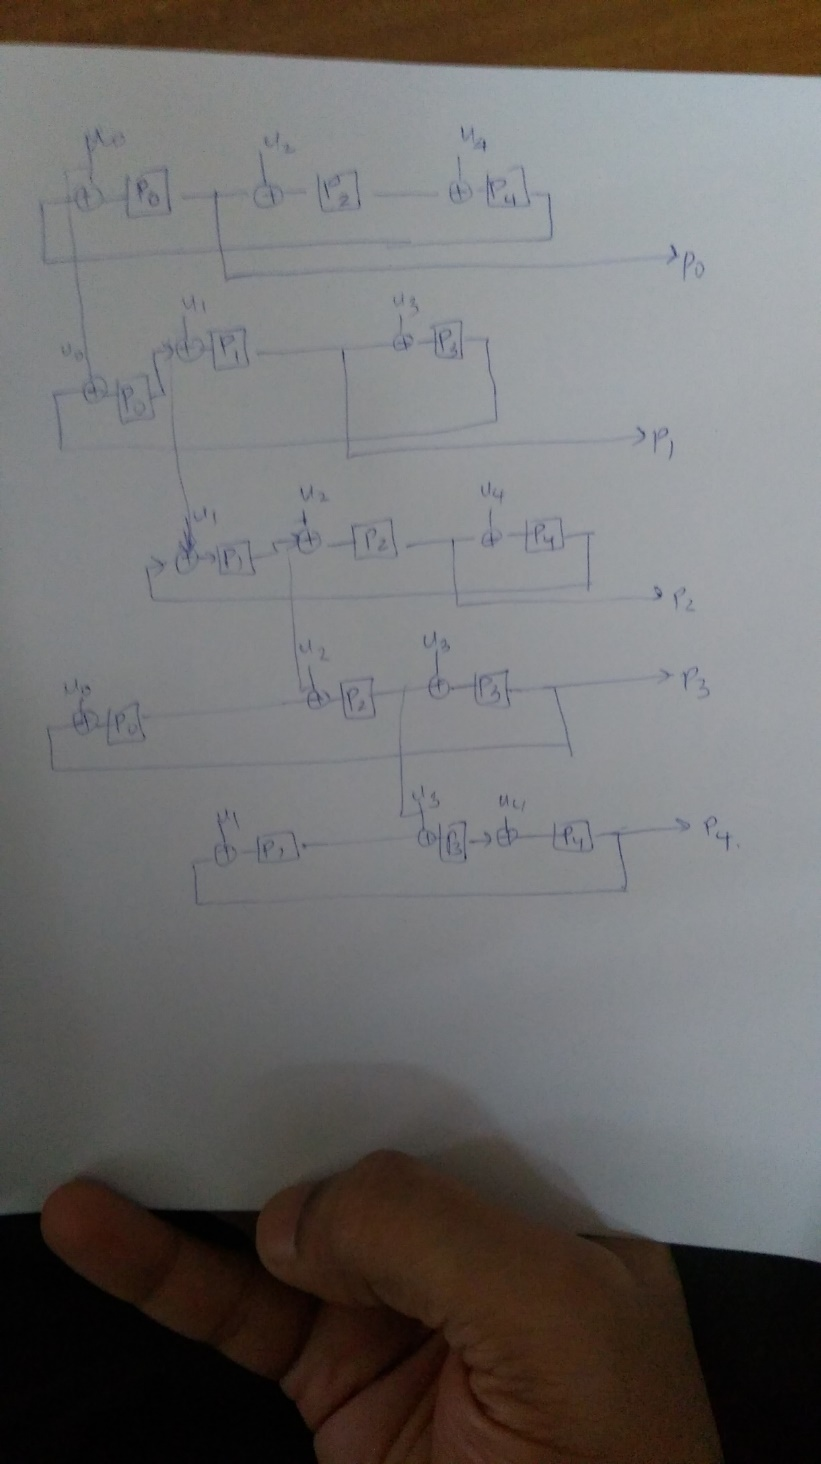 u₀ u₂ u₄
P₀ P₂ P₄
P₀
u₁ u₃
P₁ P₃
u₀
P₀
P₁
u₁ u₂ u₄
P₁ P₂ P₄
P₂
u₂ u₃
u₀ P₂ P₃ P₃
P₀
u₁ u₃ u₄
P₁ P₃ P₄ P₄.